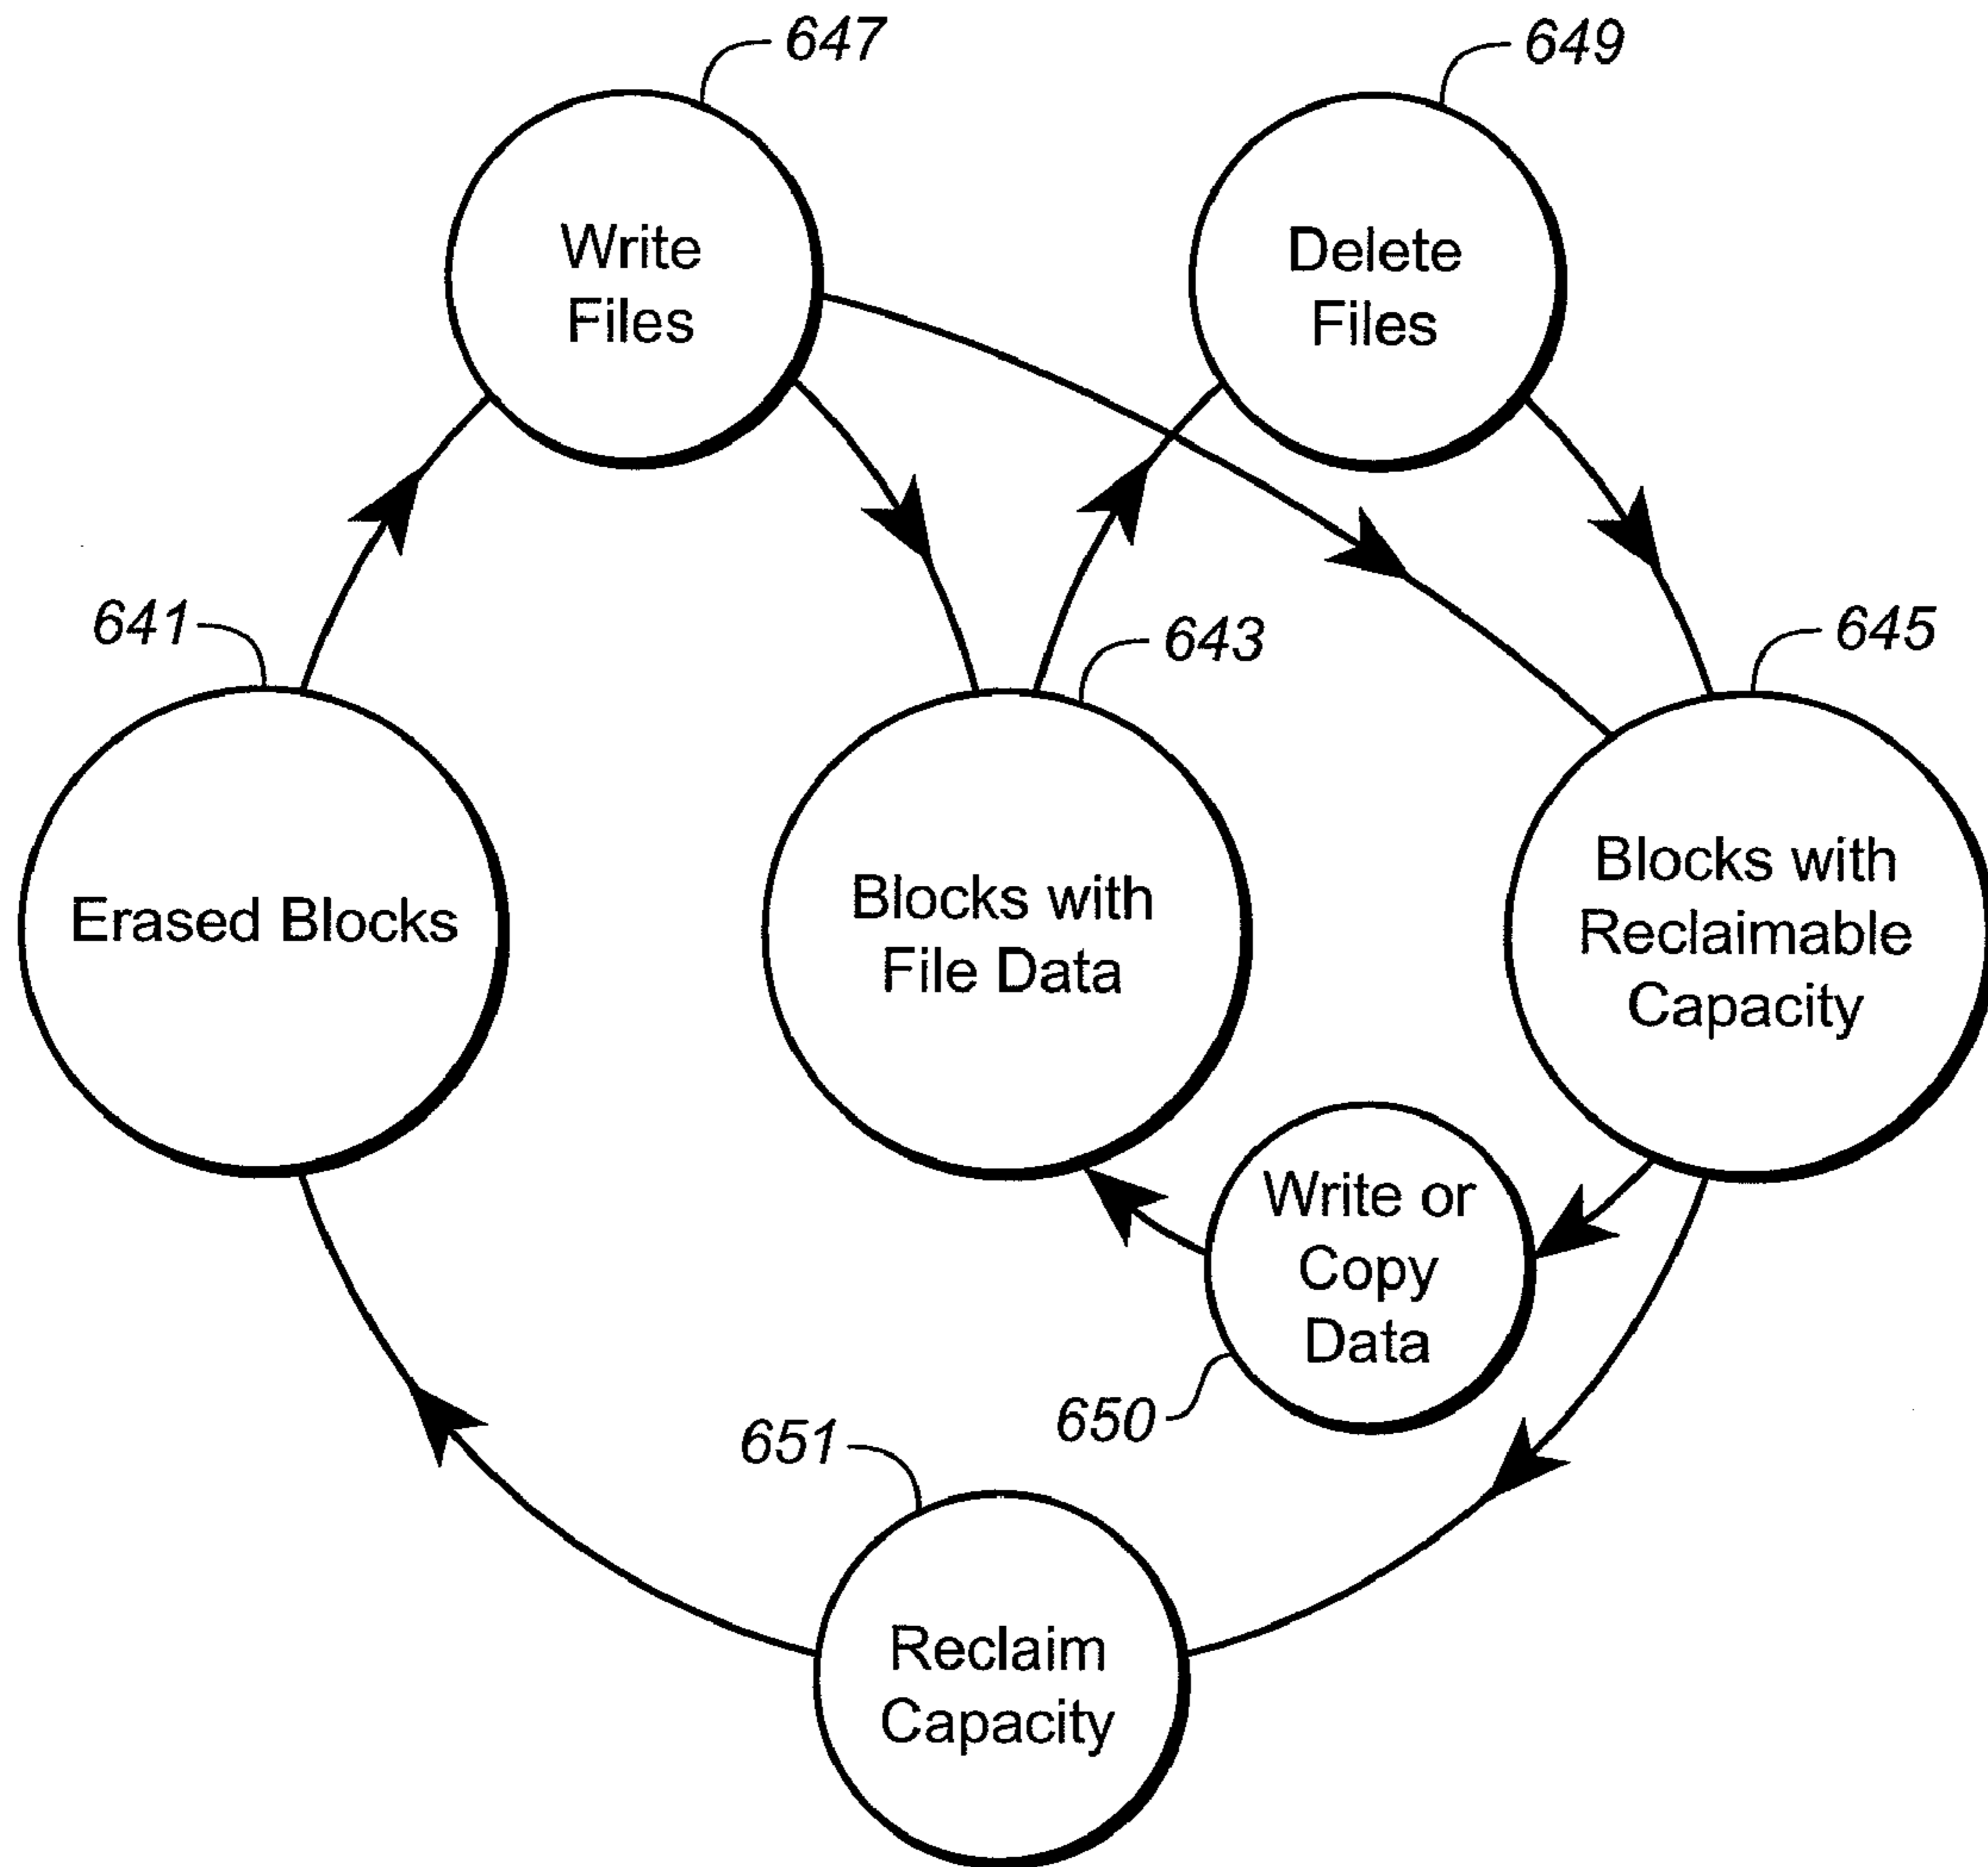 647
649
Write
Files
Delete
Files
641
643
645
Erased Blocks
Blocks with
File Data
Blocks with
Reclaimable
Capacity
Write or
Copy
Data
650
651
Reclaim
Capacity